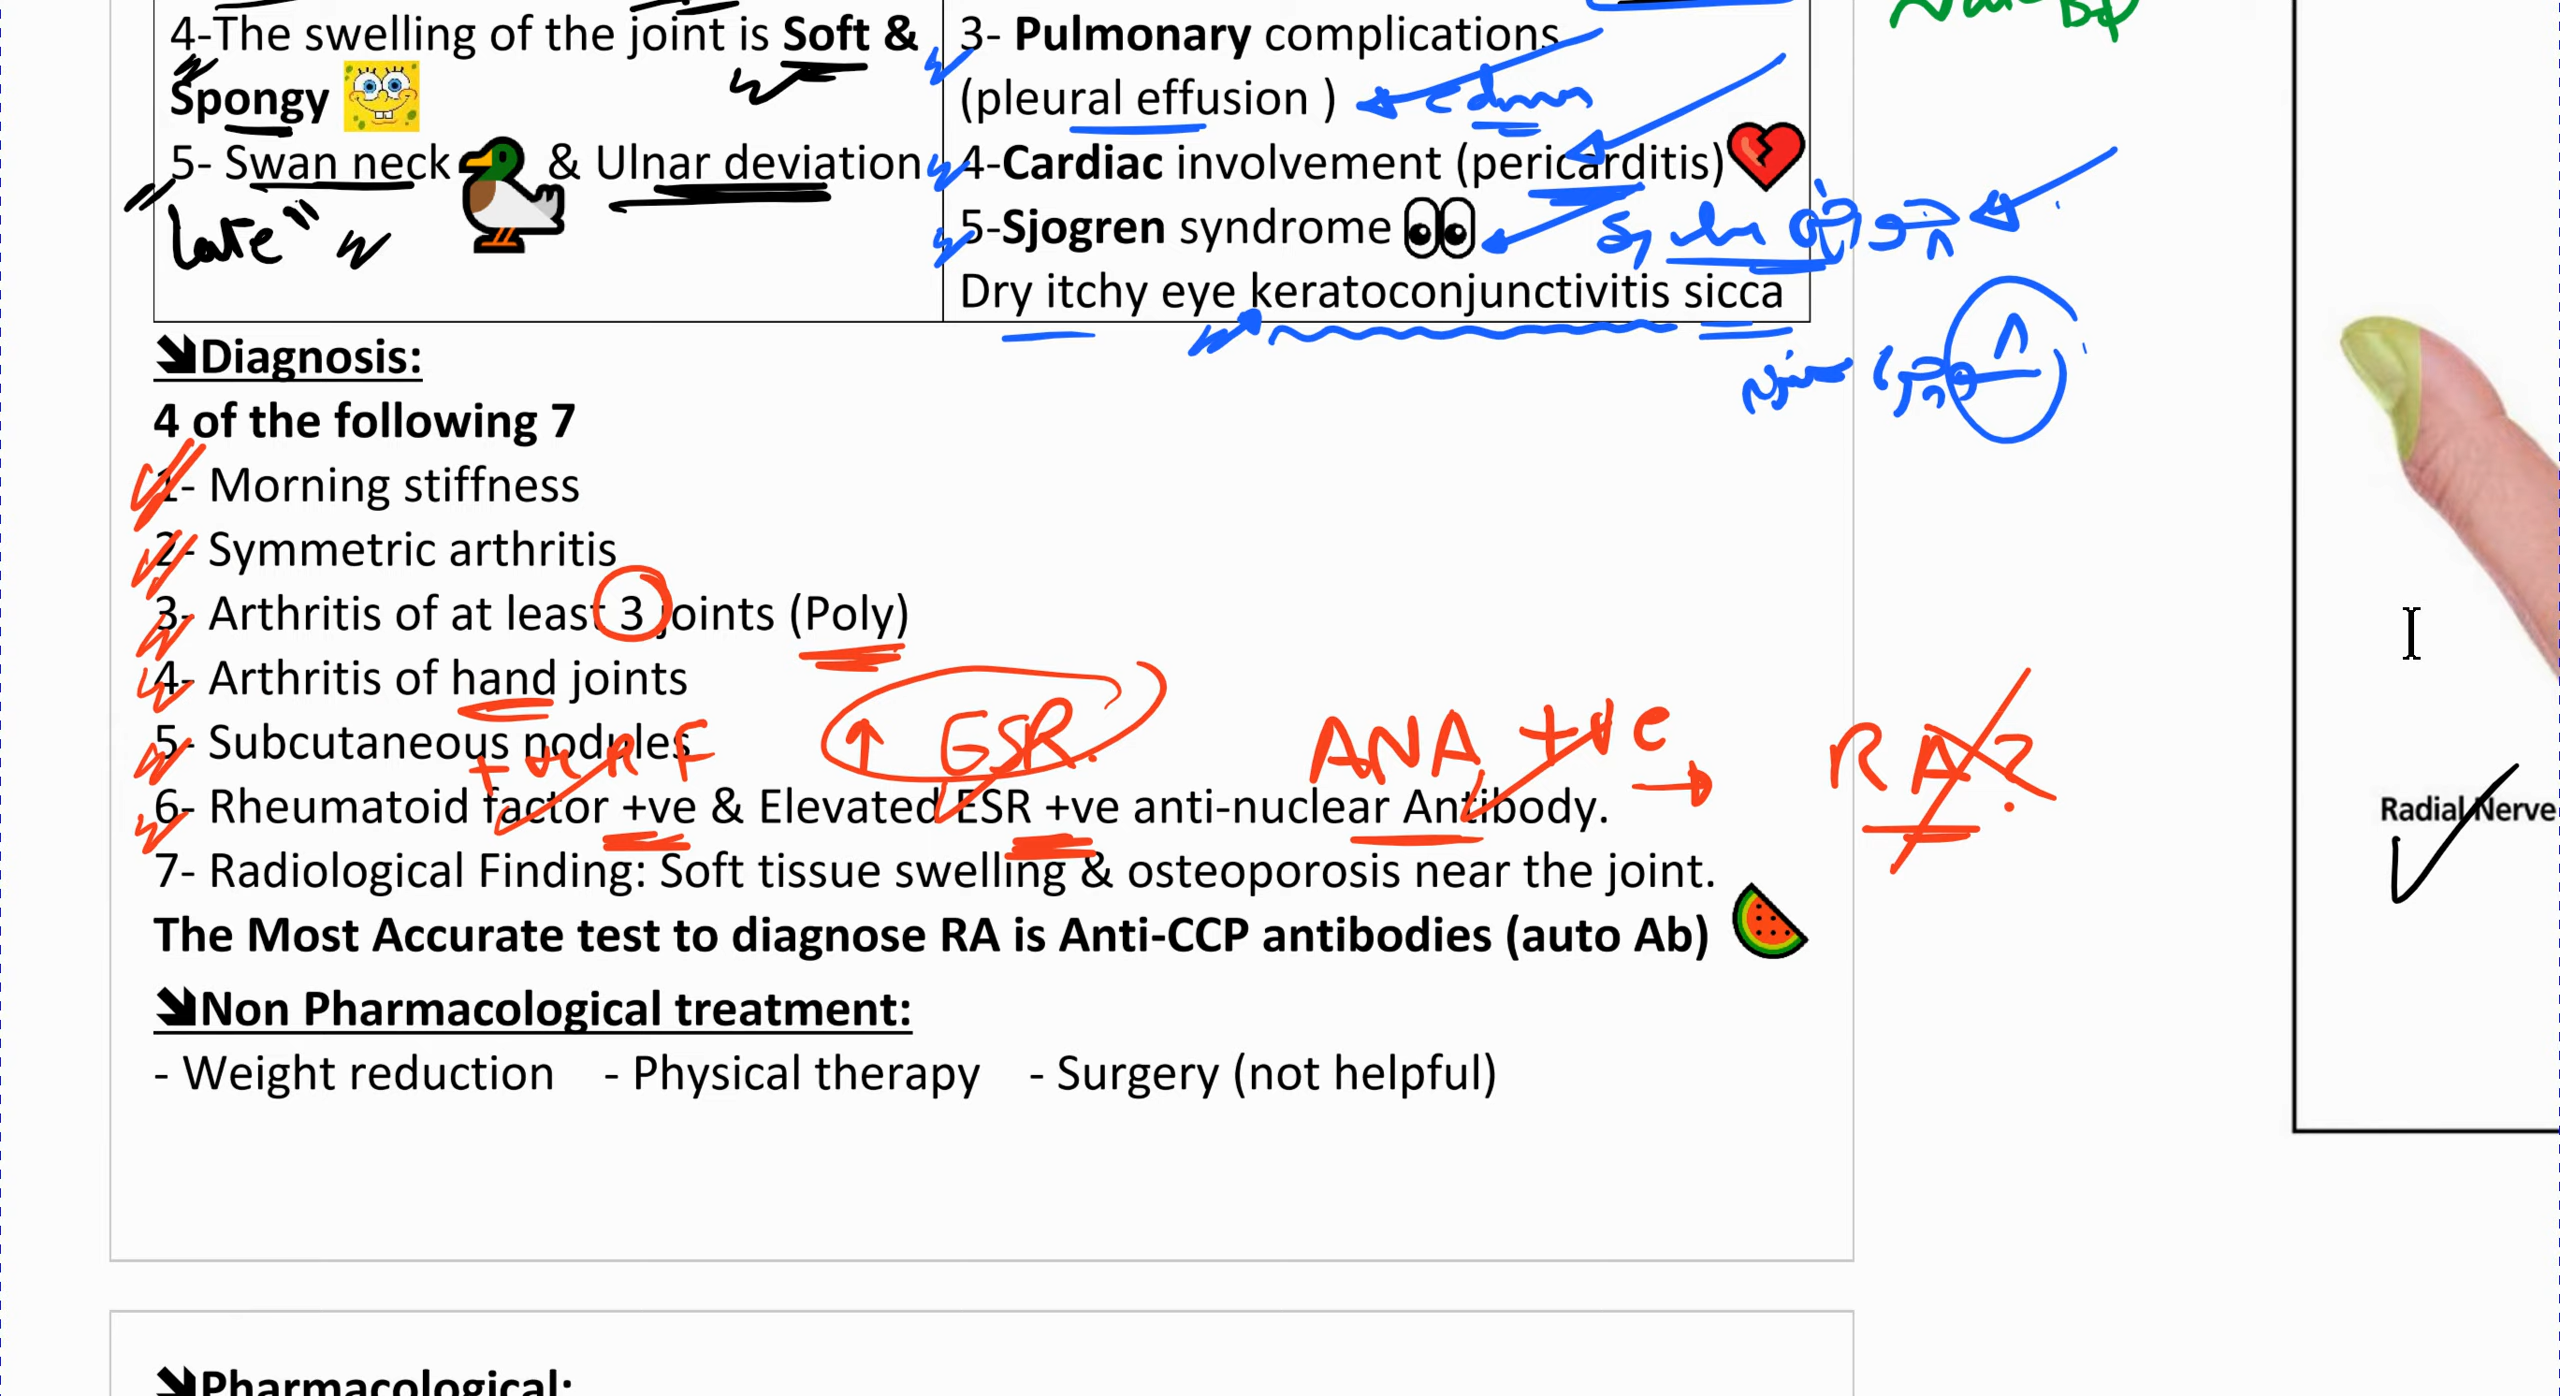 4-The swelling of the joint is Soft &
Spongy
5- Swan neck & Ulnar deviation
"Late"
3- Pulmonary complications
(pleural effusion )
4-Cardiac involvement (pericarditis)
5-Sjogren syndrome
Dry itchy eye keratoconjunctivitis sicca
Diagnosis:
4 of the following 7
1- Morning stiffness
2- Symmetric arthritis
3- Arthritis of at least 3 joints (Poly)
4- Arthritis of hand joints
5- Subcutaneous nodules
+ve RF
↑ ESR
ANA +ve → RA?
6- Rheumatoid factor +ve & Elevated ESR +ve anti-nuclear Antibody.
7- Radiological Finding: Soft tissue swelling & osteoporosis near the joint.
The Most Accurate test to diagnose RA is Anti-CCP antibodies (auto Ab)
Non Pharmacological treatment:
- Weight reduction - Physical therapy - Surgery (not helpful)
Pharmacological:
Radial Nerve